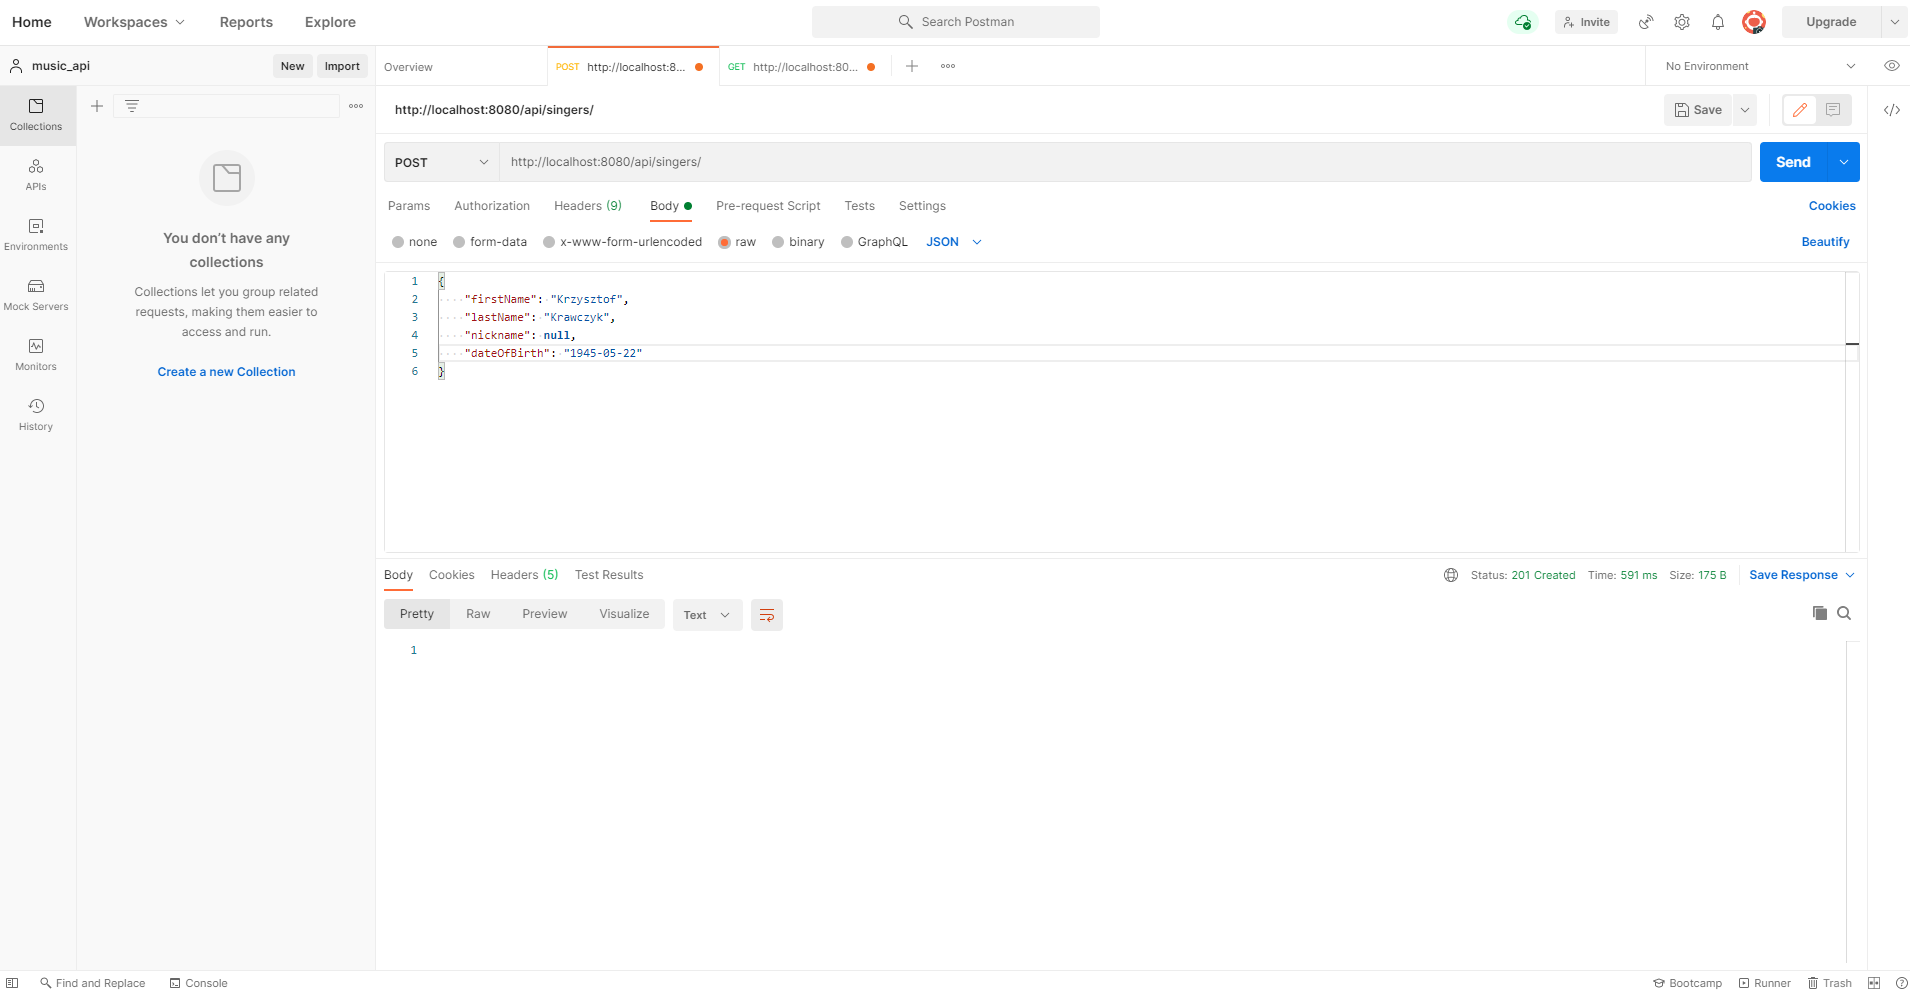 Home Workspaces Reports Explore Search Postman Invite Upgrade
music_api New Import Overview POST http://localhost:8... GET http://localhost:80... No Environment
http://localhost:8080/api/singers/ Save
Collections
APIs
Environments
Mock Servers
Monitors
History
You don't have any
collections
Collections let you group related
requests, making them easier to
access and run.
Create a new Collection
POST http://localhost:8080/api/singers/ Send
Params Authorization Headers (9) Body Pre-request Script Tests Settings Cookies
none form-data x-www-form-urlencoded raw binary GraphQL JSON Beautify
1 {
2 "firstName": "Krzysztof",
3 "lastName": "Krawczyk",
4 "nickname": null,
5 "dateOfBirth": "1945-05-22"
6 }
Body Cookies Headers (5) Test Results Status: 201 Created Time: 591 ms Size: 175 B Save Response
Pretty Raw Preview Visualize Text
1
Find and Replace Console Bootcamp Runner Trash